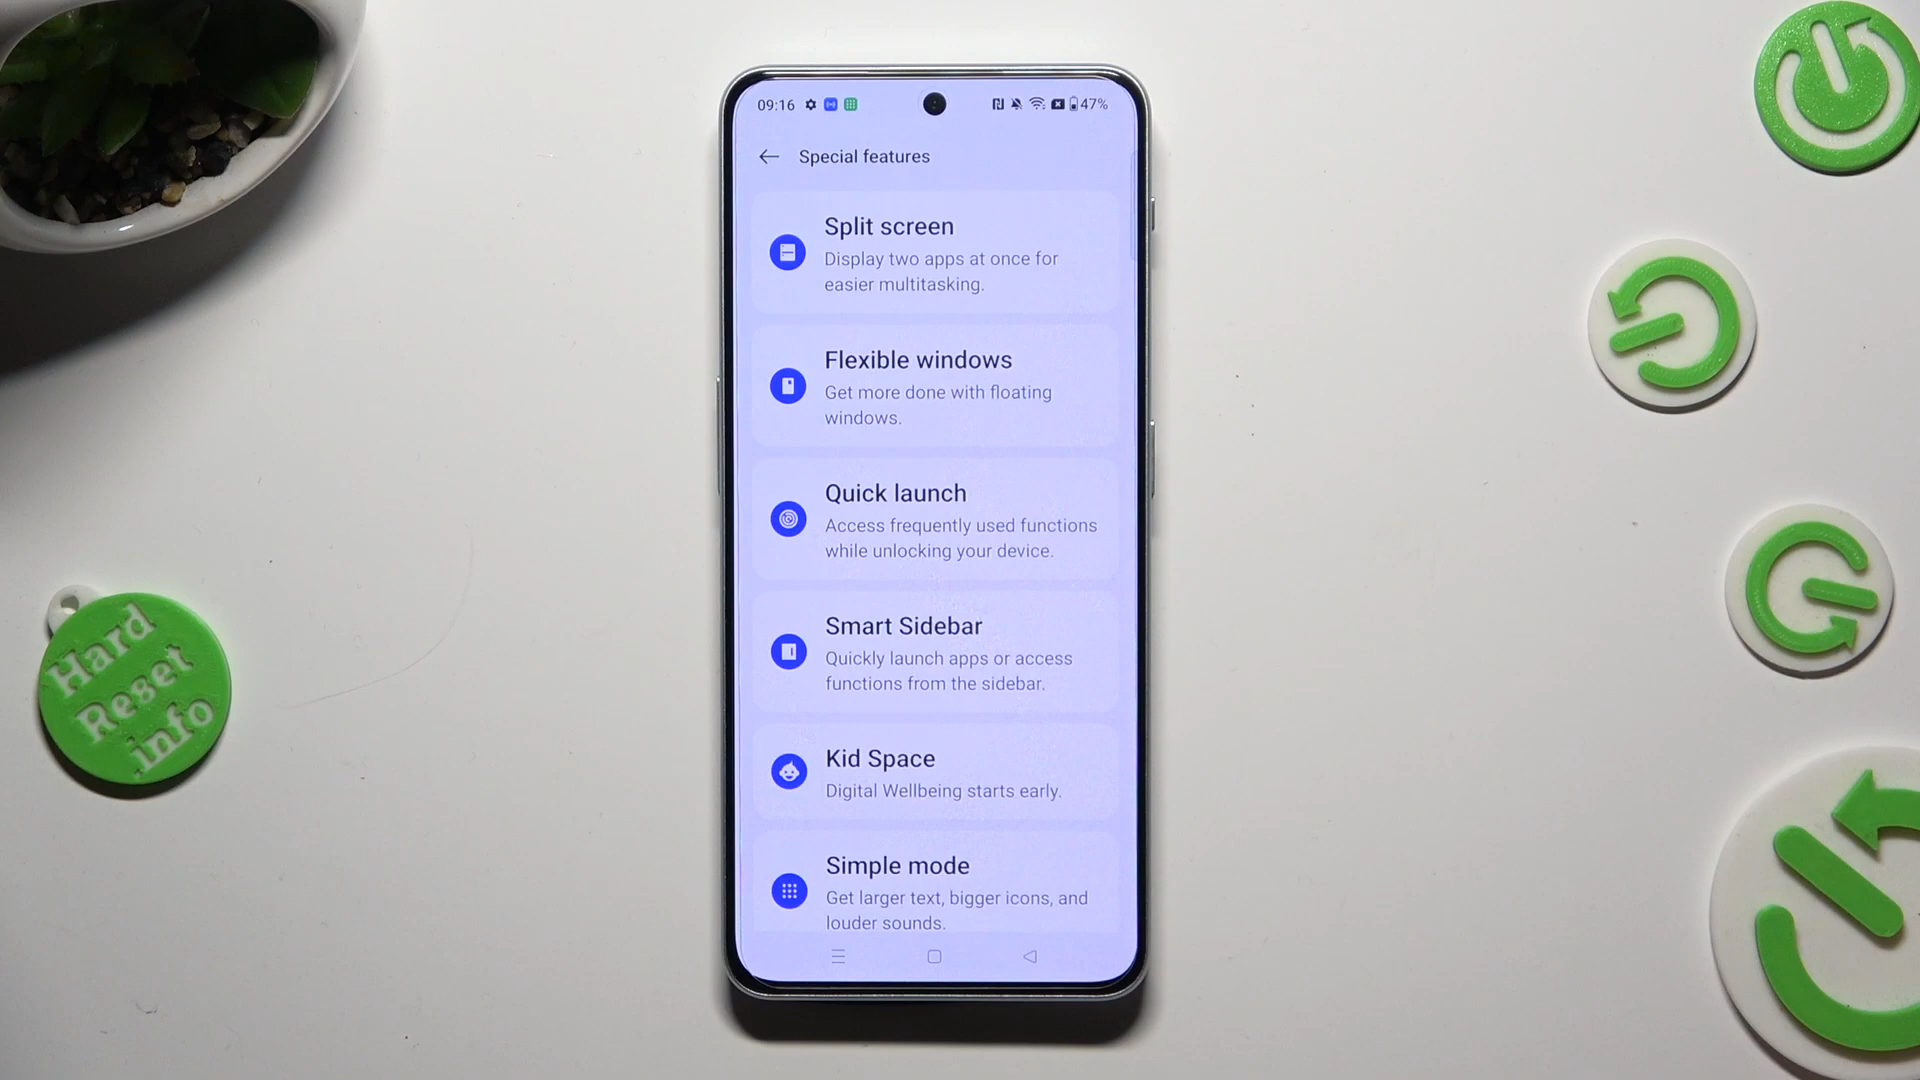 09:16
47%
Special features
Split screen
Display two apps at once for
easier multitasking.
Flexible windows
Get more done with floating
windows.
Quick launch
Access frequently used functions
while unlocking your device.
Smart Sidebar
Quickly launch apps or access
functions from the sidebar.
Kid Space
Digital Wellbeing starts early.
Simple mode
Get larger text, bigger icons, and
louder sounds.
Hard
Reset
.info